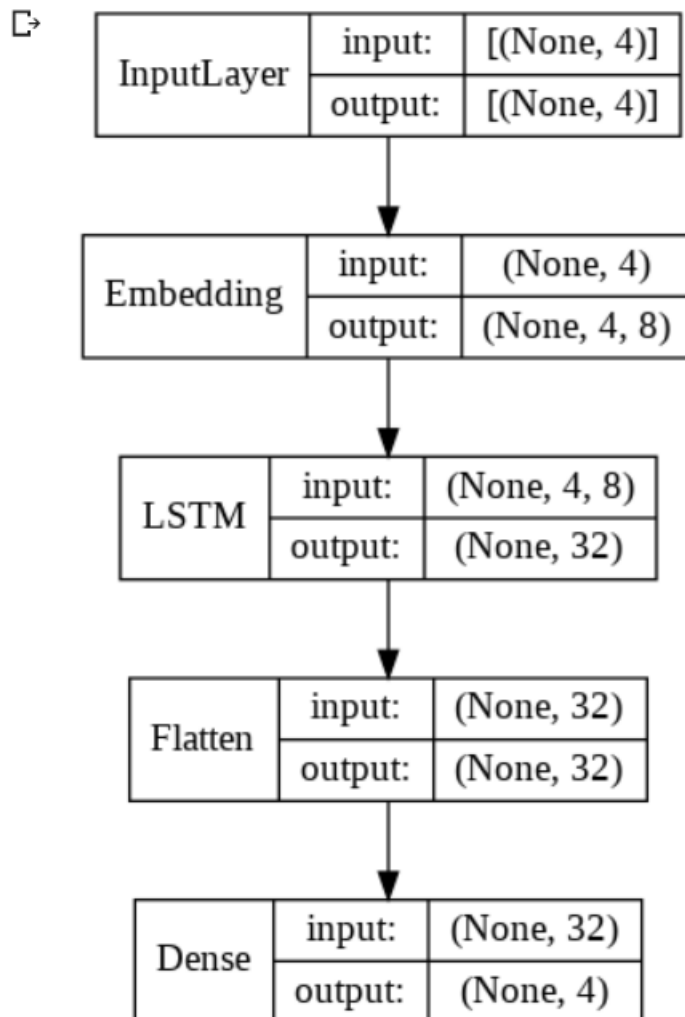 InputLayer
input: [(None, 4)]
output: [(None, 4)]
Embedding
input: (None, 4)
output: (None, 4, 8)
LSTM
input: (None, 4, 8)
output: (None, 32)
Flatten
input: (None, 32)
output: (None, 32)
Dense
input: (None, 32)
output: (None, 4)